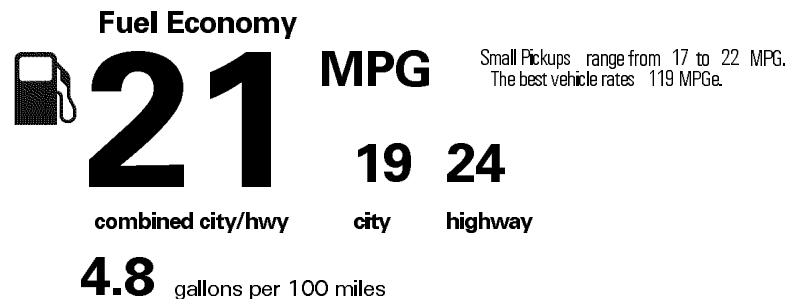 Fuel Economy
21 MPG
Small Pickups range from 17 to 22 MPG.
The best vehicle rates 119 MPGe.
19 24
combined city/hwy city highway
4.8 gallons per 100 miles